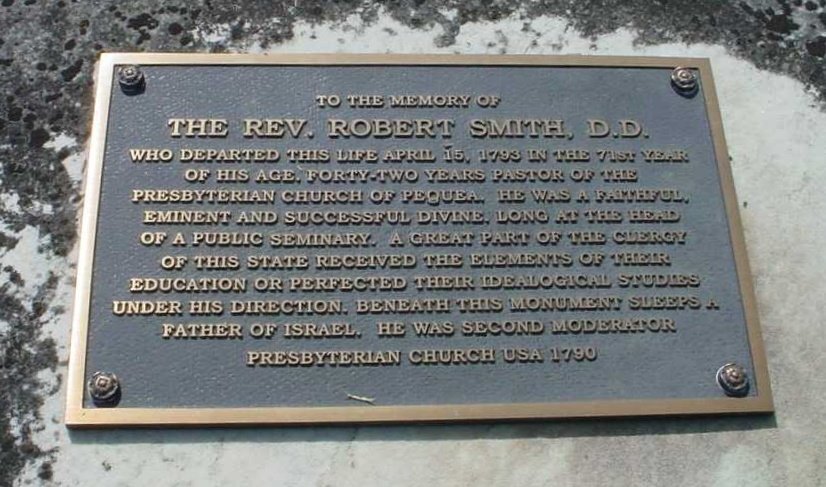 TO THE MEMORY OF
THE REV. ROBERT SMITH, D.D.
WHO DEPARTED THIS LIFE APRIL 15, 1793 IN THE 71ST YEAR
OF HIS AGE. FORTY-TWO YEARS PASTOR OF THE
PRESBYTERIAN CHURCH OF PEQUEA. HE WAS A FAITHFUL,
EMINENT AND SUCCESSFUL DIVINE. LONG AT THE HEAD
OF A PUBLIC SEMINARY. A GREAT PART OF THE CLERGY
OF THIS STATE RECEIVED THE ELEMENTS OF THEIR
EDUCATION OR PERFECTED THEIR IDEALOGICAL STUDIES
UNDER HIS DIRECTION. BENEATH THIS MONUMENT SLEEPS A
FATHER OF ISRAEL. HE WAS SECOND MODERATOR
PRESBYTERIAN CHURCH USA 1790